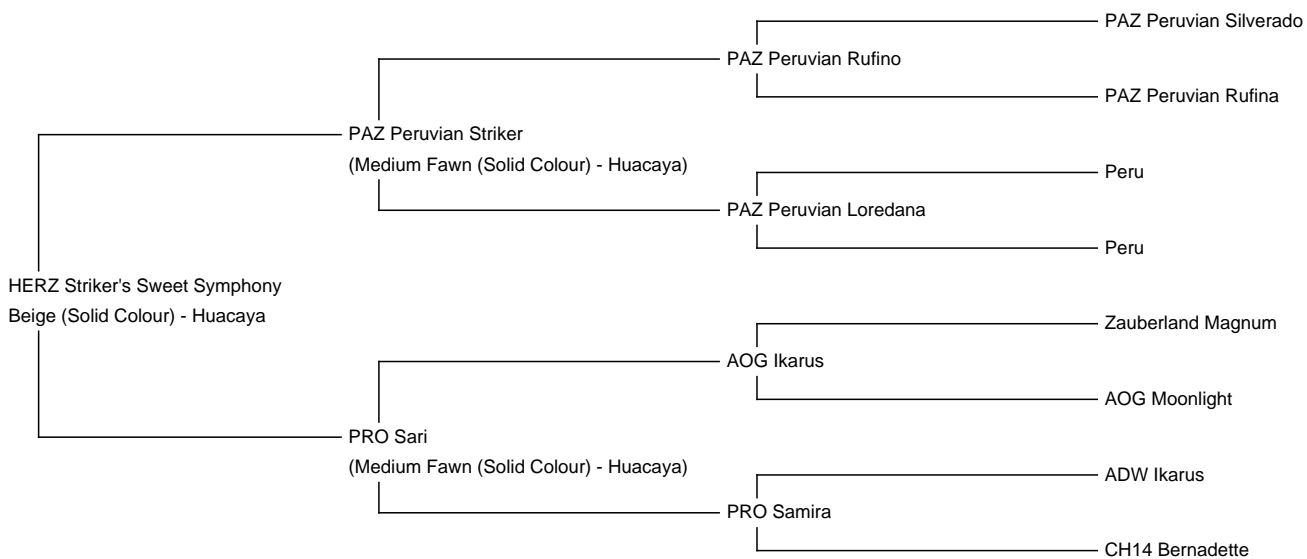 PAZ Peruvian Silverado
PAZ Peruvian Rufino
PAZ Peruvian Rufina
PAZ Peruvian Striker
(Medium Fawn (Solid Colour) - Huacaya)
Peru
PAZ Peruvian Loredana
Peru
HERZ Striker's Sweet Symphony
Beige (Solid Colour) - Huacaya
Zauberland Magnum
AOG Ikarus
AOG Moonlight
PRO Sari
(Medium Fawn (Solid Colour) - Huacaya)
ADW Ikarus
PRO Samira
CH14 Bernadette